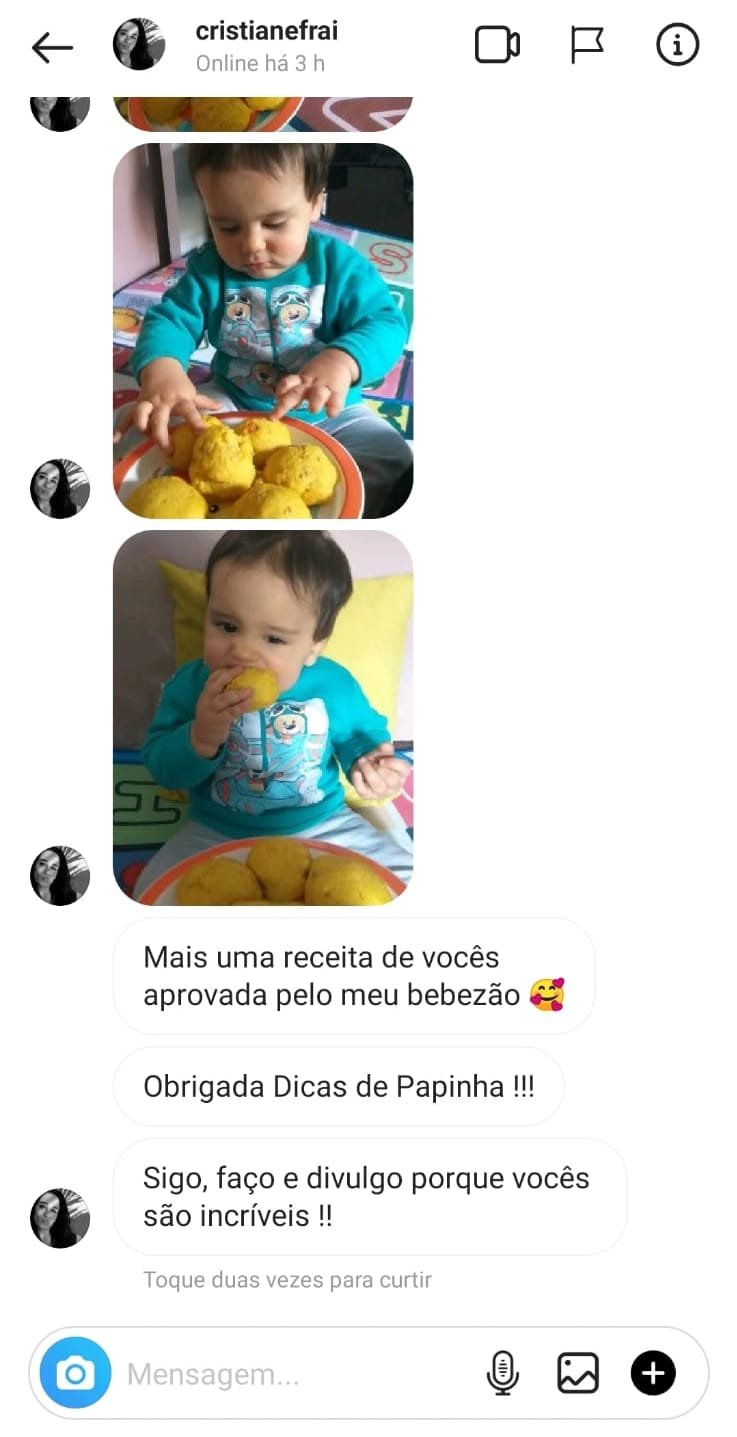 cristianefrai
Online há 3 h
S
H
Mais uma receita de vocês
aprovada pelo meu bebezão 🥰
Obrigada Dicas de Papinha !!!
Sigo, faço e divulgo porque vocês
são incríveis !!
Toque duas vezes para curtir
Mensagem...